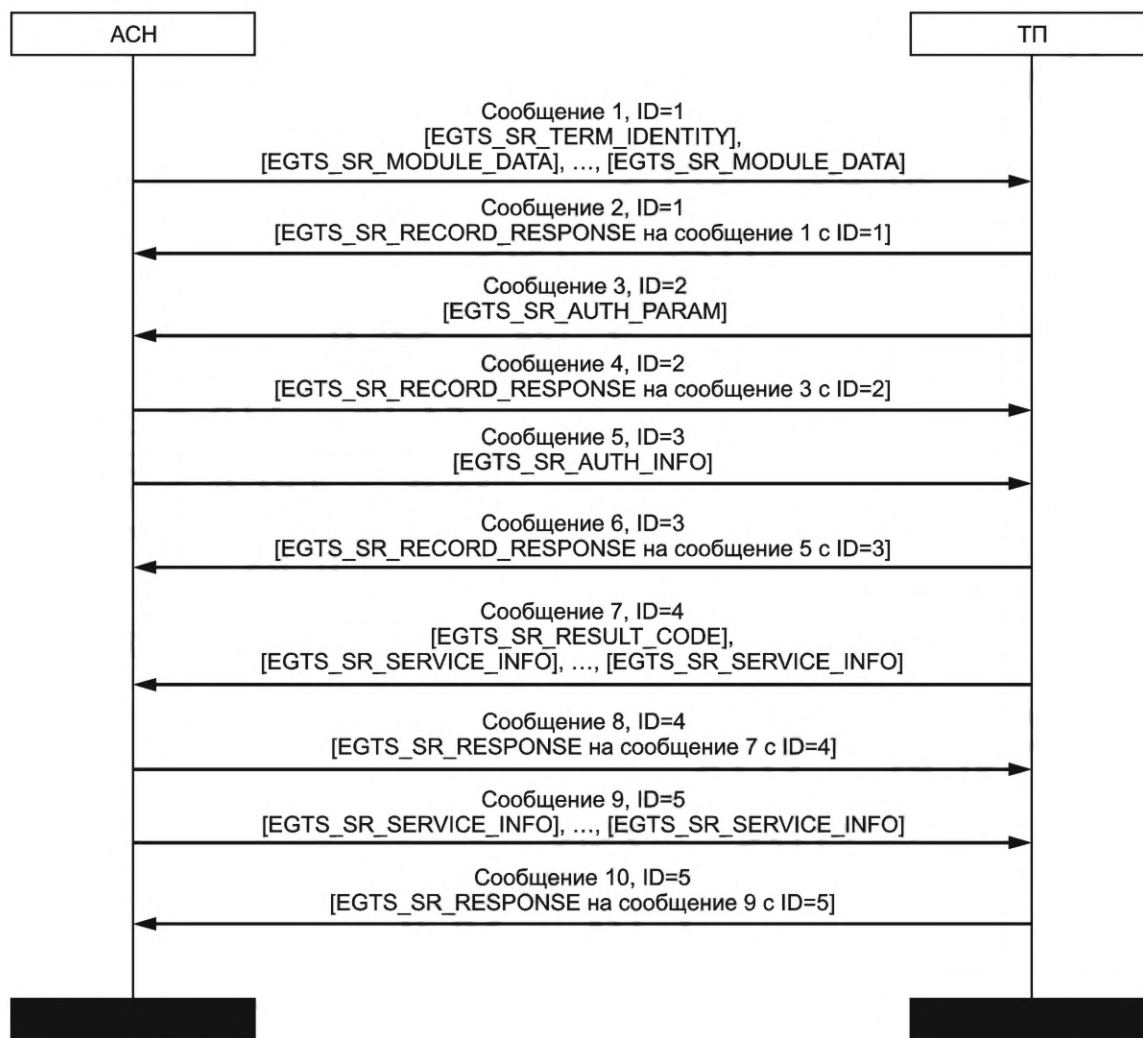 АСН
ТП
Сообщение 1, ID=1
[EGTS_SR_TERM_IDENTITY],
[EGTS_SR_MODULE_DATA], ..., [EGTS_SR_MODULE_DATA]
Сообщение 2, ID=1
[EGTS_SR_RECORD_RESPONSE на сообщение 1 с ID=1]
Сообщение 3, ID=2
[EGTS_SR_AUTH_PARAM]
Сообщение 4, ID=2
[EGTS_SR_RECORD_RESPONSE на сообщение 3 с ID=2]
Сообщение 5, ID=3
[EGTS_SR_AUTH_INFO]
Сообщение 6, ID=3
[EGTS_SR_RECORD_RESPONSE на сообщение 5 с ID=3]
Сообщение 7, ID=4
[EGTS_SR_RESULT_CODE],
[EGTS_SR_SERVICE_INFO], ..., [EGTS_SR_SERVICE_INFO]
Сообщение 8, ID=4
[EGTS_SR_RESPONSE на сообщение 7 с ID=4]
Сообщение 9, ID=5
[EGTS_SR_SERVICE_INFO], ..., [EGTS_SR_SERVICE_INFO]
Сообщение 10, ID=5
[EGTS_SR_RESPONSE на сообщение 9 с ID=5]